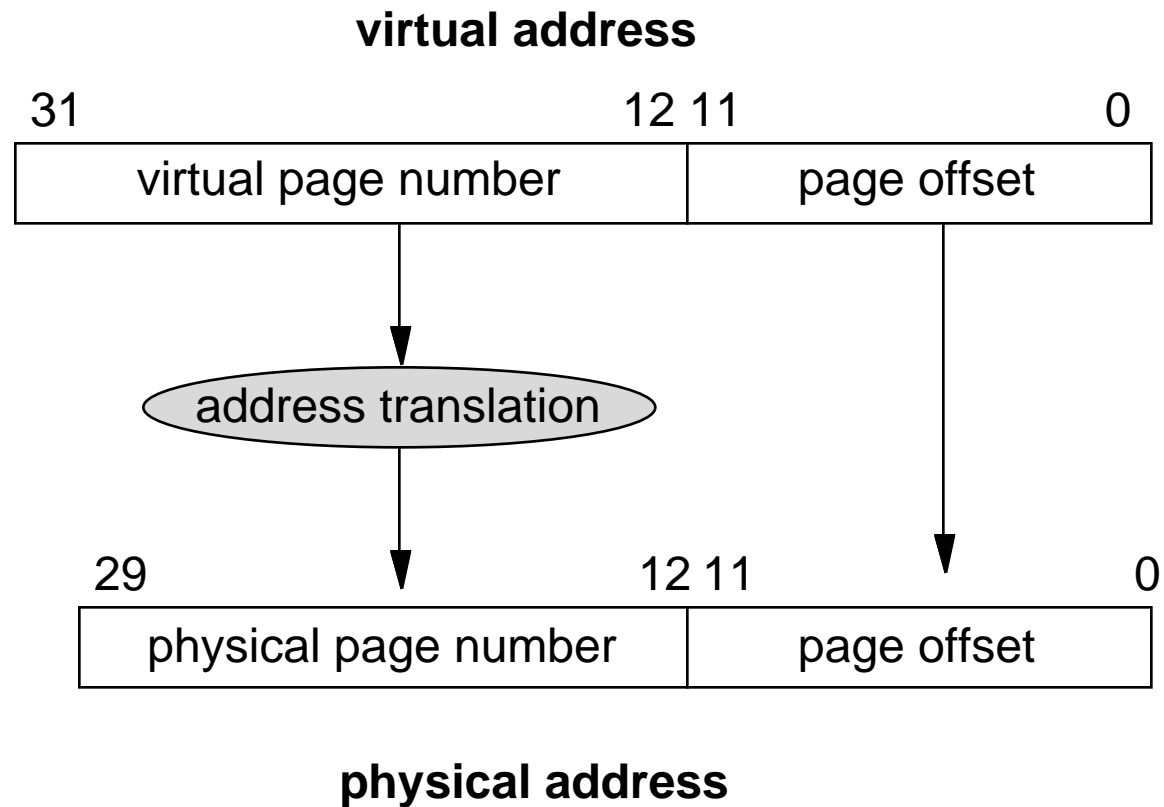 virtual address
31 12 11 0
virtual page number page offset
address translation
29 12 11 0
physical page number page offset
physical address